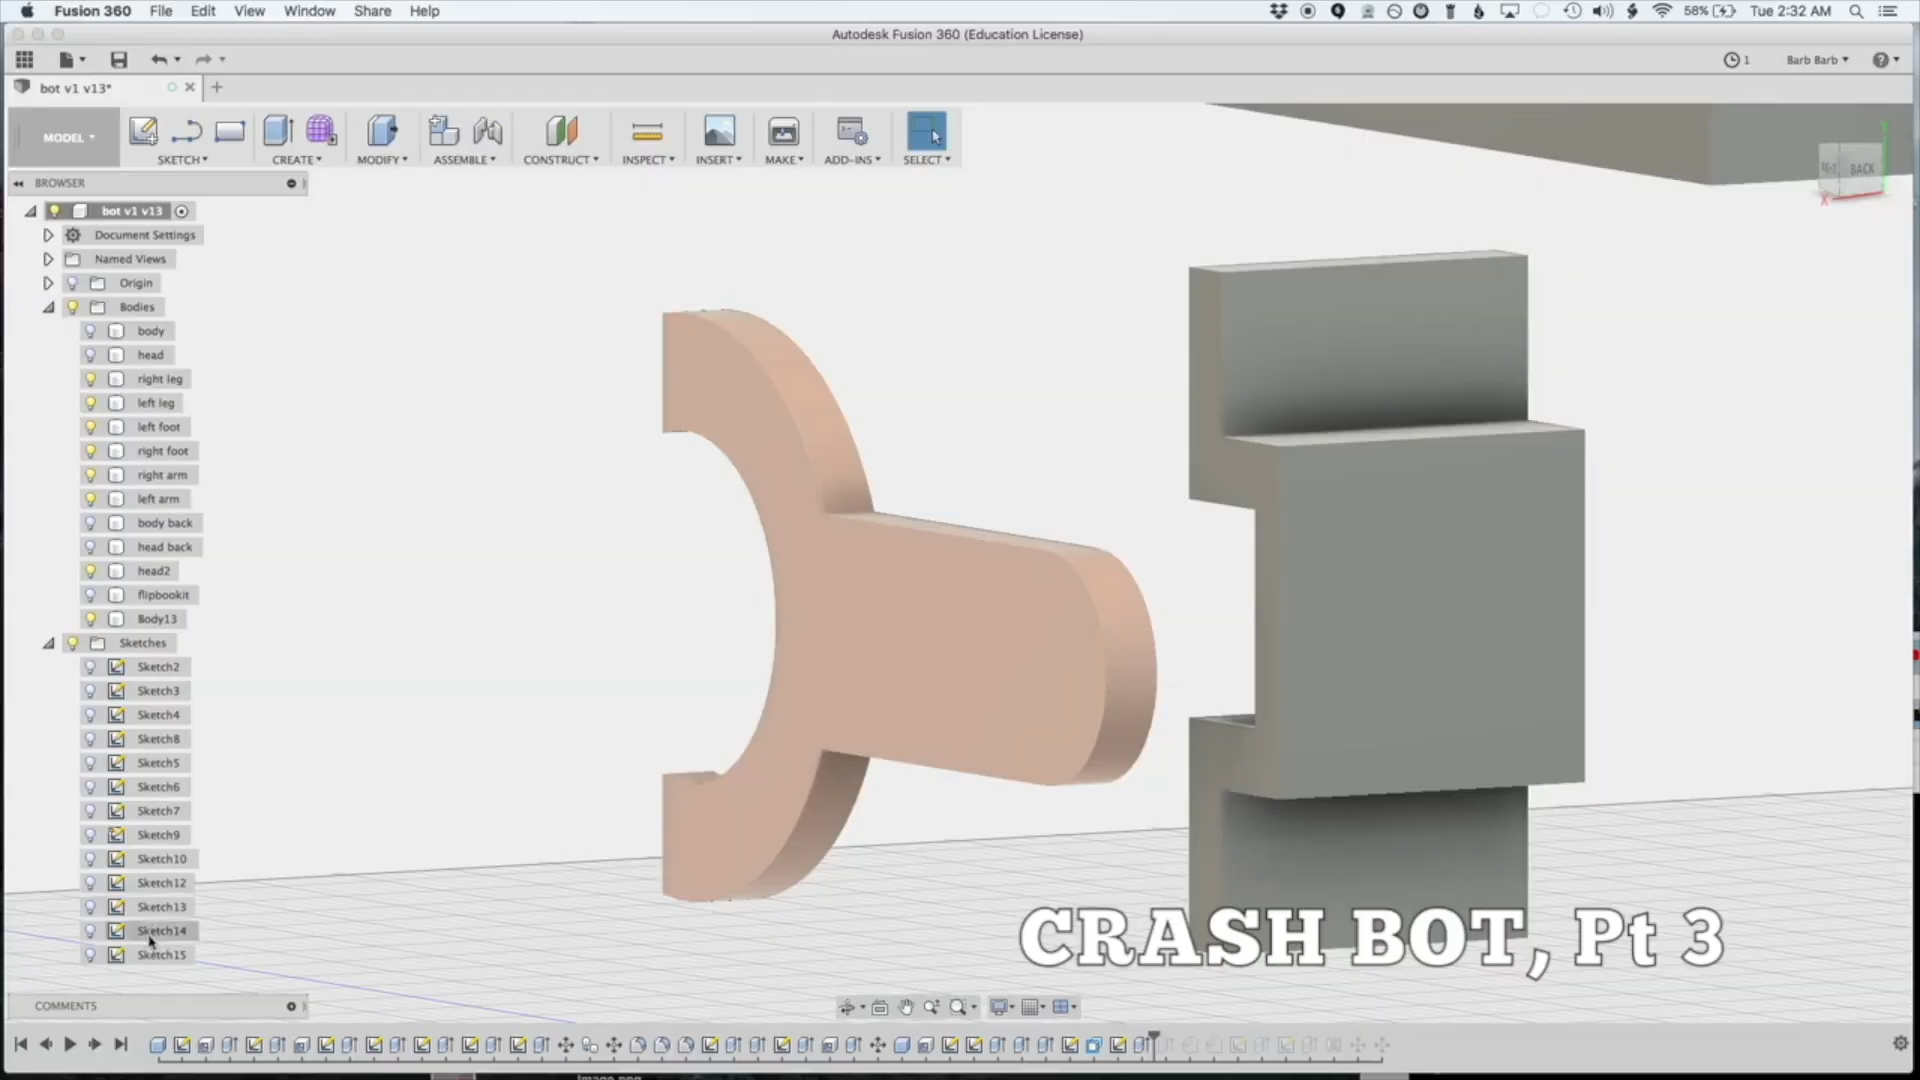 Fusion 360 File Edit View Window Share Help 58% Tue 2:32 AM
Autodesk Fusion 360 (Education License)
1 Barb Barb
bot v1 v13*
MODEL
SKETCH CREATE MODIFY ASSEMBLE CONSTRUCT INSPECT INSERT MAKE ADD-INS SELECT
BROWSER
BACK
X
bot v1 v13
Document Settings
Named Views
Origin
Bodies
body
head
right leg
left leg
left foot
right foot
right arm
left arm
body back
head back
head2
flipbookit
Body13
Sketches
Sketch2
Sketch3
Sketch4
Sketch8
Sketch5
Sketch6
Sketch7
Sketch9
Sketch10
Sketch12
Sketch13
Sketch14
Sketch15
CRASH BOT, Pt 3
COMMENTS